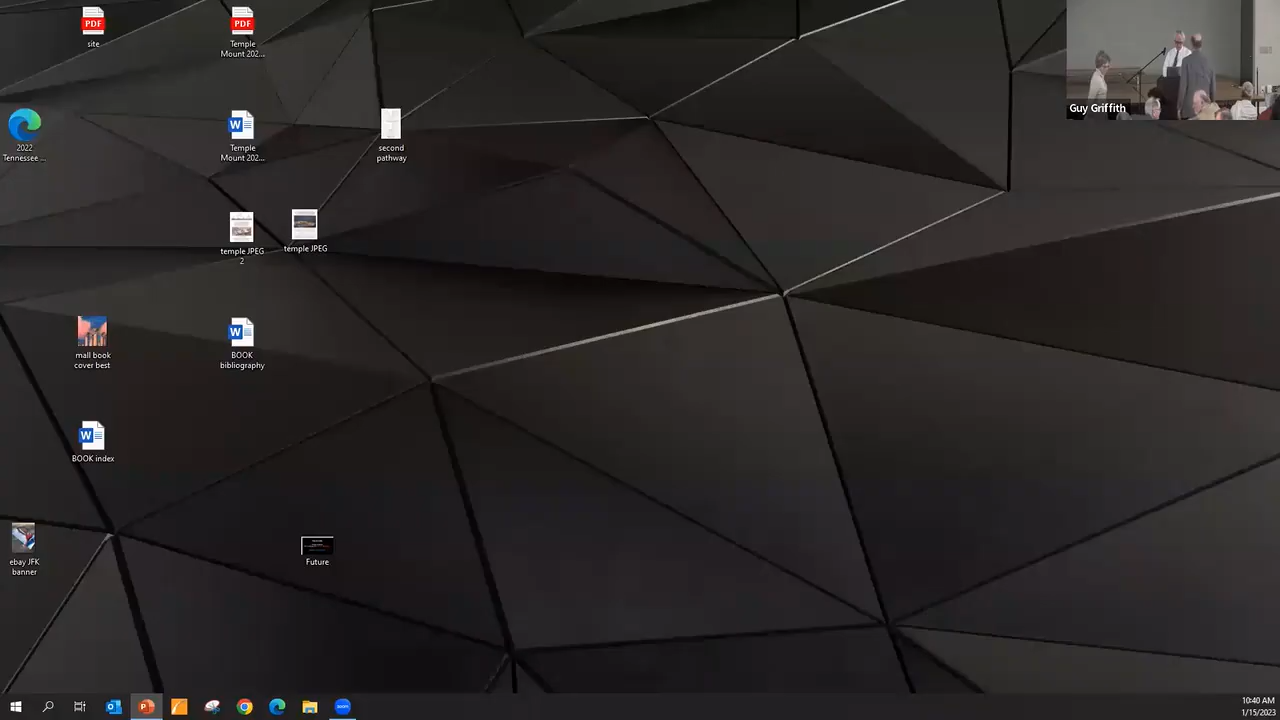 site
Temple
Mount 202...
Guy Griffith
2022
Tennessee ...
Temple
Mount 202...
second
pathway
temple JPEG
2
temple JPEG
mall book
cover best
BOOK
bibliography
BOOK index
ebay JFK
banner
Future
10:40 AM
1/15/2023
PDF
PDF
W
W
W
P
zoom